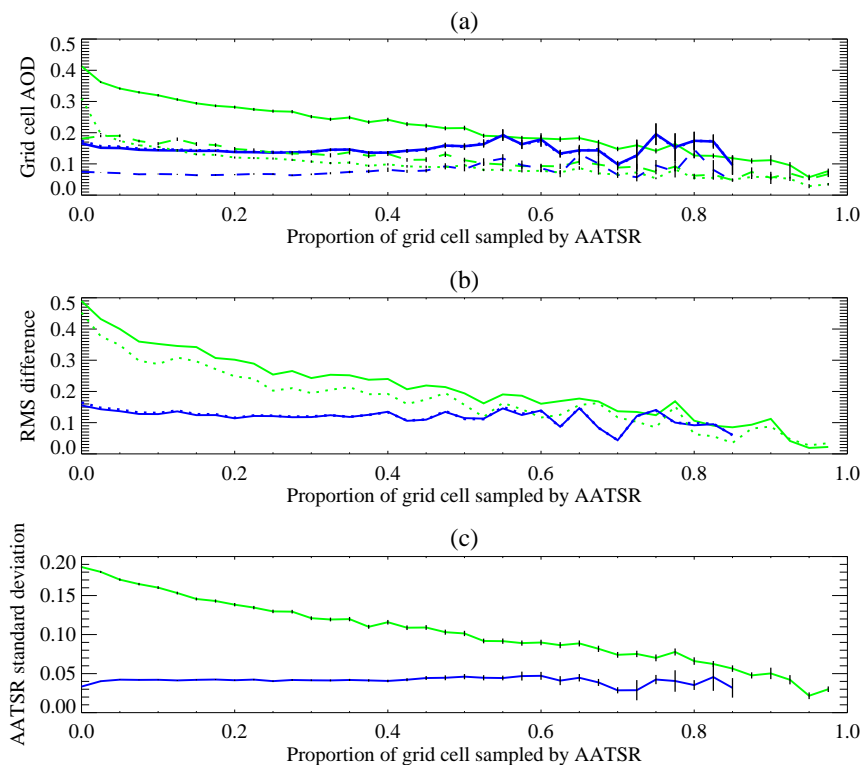 (a)
Grid cell AOD
0.5
0.4
0.3
0.2
0.1
0.0
0.0 0.2 0.4 0.6 0.8 1.0
Proportion of grid cell sampled by AATSR
(b)
RMS difference
0.5
0.4
0.3
0.2
0.1
0.0
0.0 0.2 0.4 0.6 0.8 1.0
Proportion of grid cell sampled by AATSR
(c)
AATSR standard deviation
0.20
0.15
0.10
0.05
0.00
0.0 0.2 0.4 0.6 0.8 1.0
Proportion of grid cell sampled by AATSR